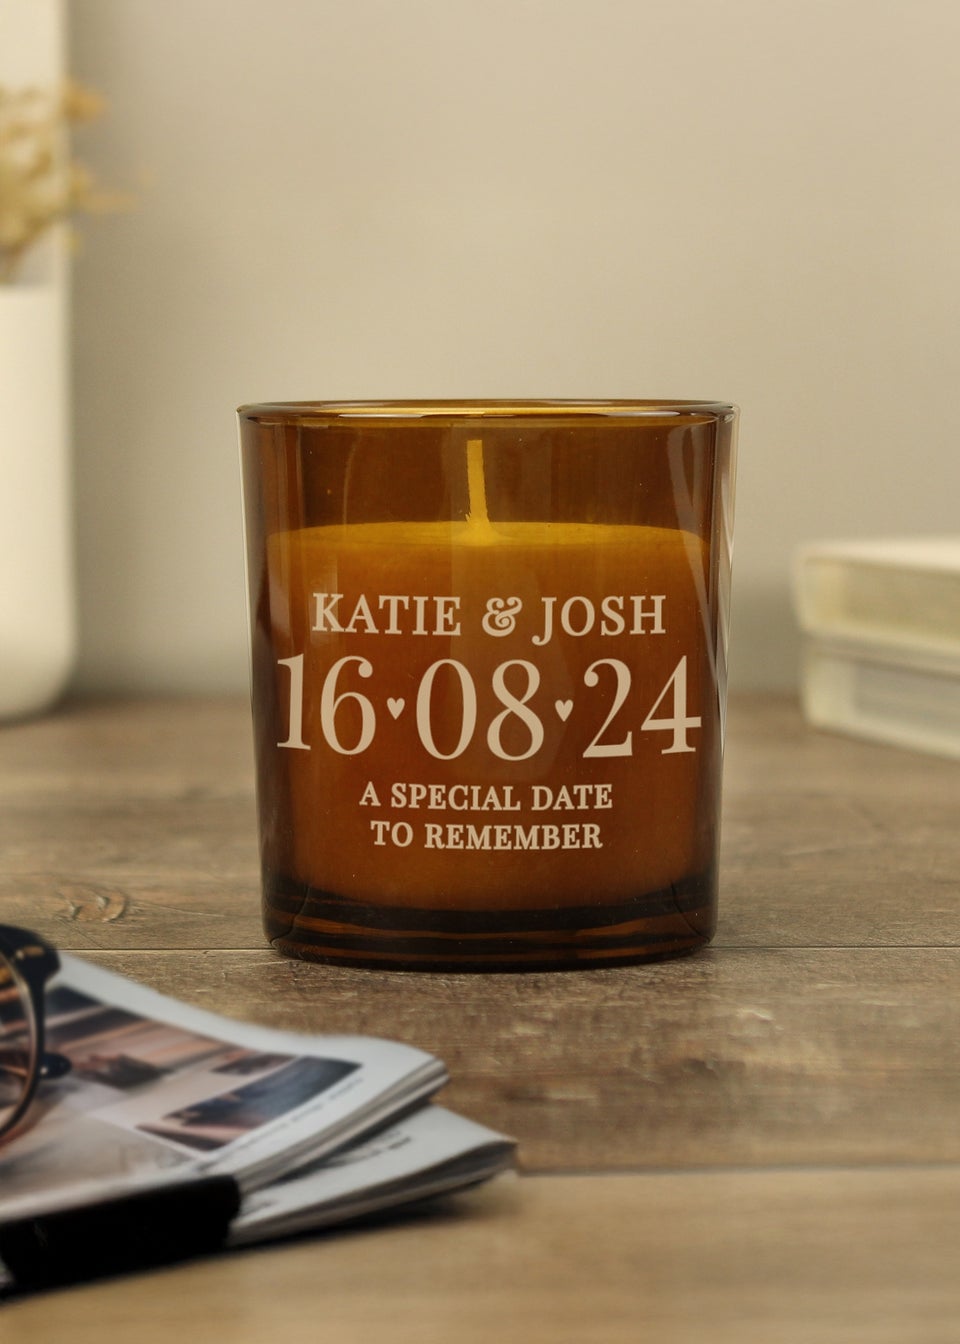 KATIE & JOSH
16♥08♥24
A SPECIAL DATE
TO REMEMBER